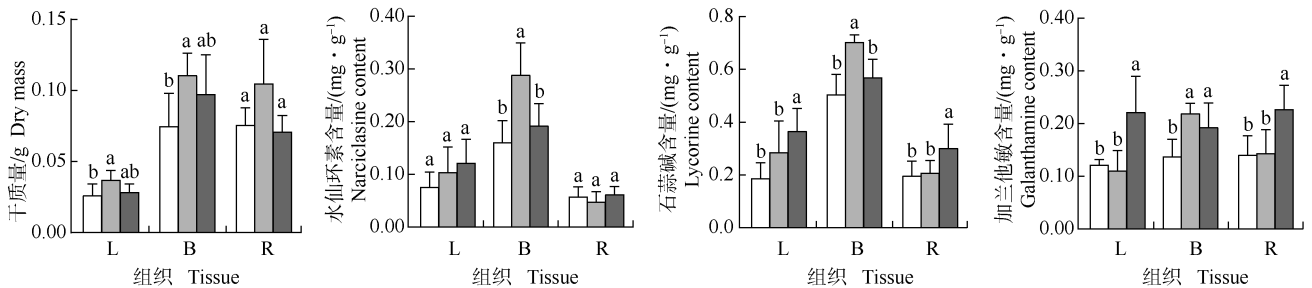 干质量/g Dry mass
0.15
0.10
0.05
0.00
b a ab
b a ab
a a a
L B R
组织 Tissue
水仙环素含量/(mg·g⁻¹)
Narciclasine content
0.40
0.30
0.20
0.10
0.00
a a a
b a b
a a a
L B R
组织 Tissue
石蒜碱含量/(mg·g⁻¹)
Lycorine content
0.8
0.6
0.4
0.2
0.0
b b a
b a b
b b a
L B R
组织 Tissue
加兰他敏含量/(mg·g⁻¹)
Galanthamine content
0.40
0.30
0.20
0.10
0.00
b b a
b a a
b b a
L B R
组织 Tissue